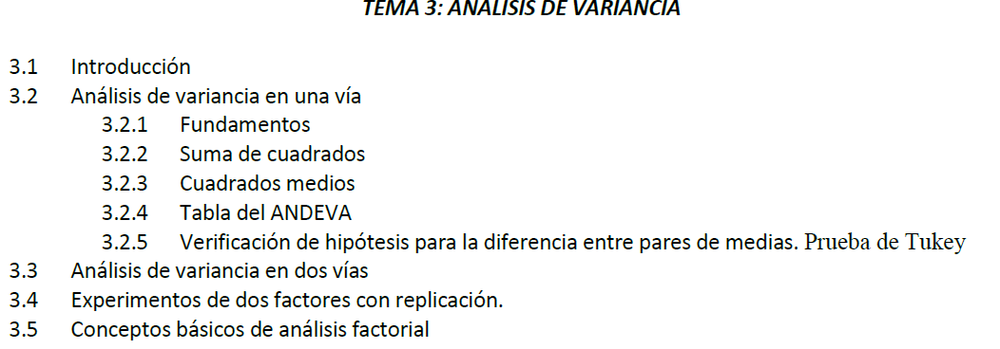 TEMA 3: ANÁLISIS DE VARIANCIA
3.1 Introducción
3.2 Análisis de variancia en una vía
3.2.1 Fundamentos
3.2.2 Suma de cuadrados
3.2.3 Cuadrados medios
3.2.4 Tabla del ANDEVA
3.2.5 Verificación de hipótesis para la diferencia entre pares de medias. Prueba de Tukey
3.3 Análisis de variancia en dos vías
3.4 Experimentos de dos factores con replicación.
3.5 Conceptos básicos de análisis factorial